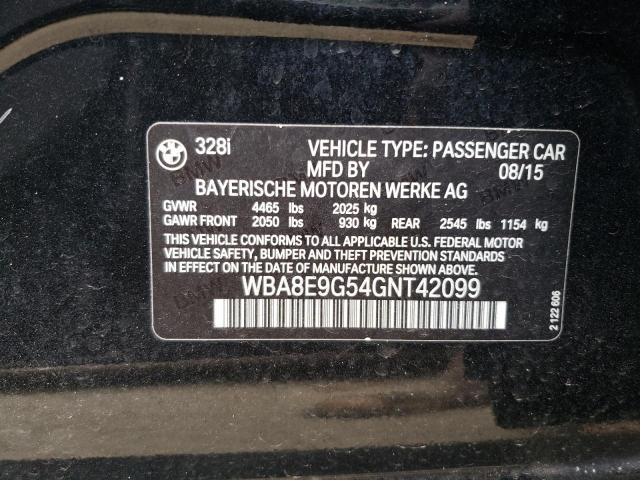 328i VEHICLE TYPE: PASSENGER CAR
MFD BY 08/15
BAYERISCHE MOTOREN WERKE AG
GVWR 4465 lbs 2025 kg
GAWR FRONT 2050 lbs 930 kg REAR 2545 lbs 1154 kg
THIS VEHICLE CONFORMS TO ALL APPLICABLE U.S. FEDERAL MOTOR
VEHICLE SAFETY, BUMPER AND THEFT PREVENTION STANDARDS
IN EFFECT ON THE DATE OF MANUFACTURE SHOWN ABOVE.
WBA8E9G54GNT42099
2 122 606